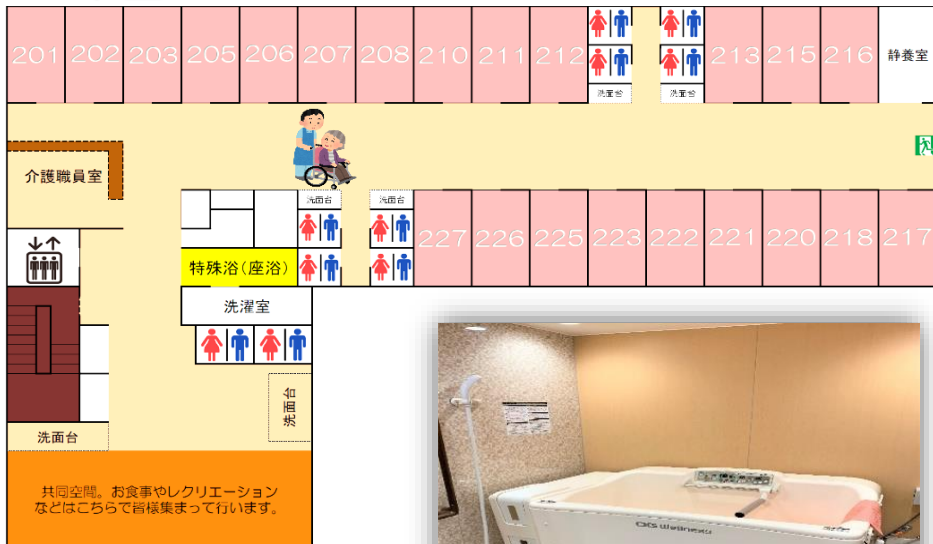 201 202 203 205 206 207 208 210 211 212 213 215 216 静養室
洗面台 洗面台
介護職員室
洗面台 洗面台
227 226 225 223 222 221 220 218 217
特殊浴(座浴)
洗濯室
洗面台
洗面台
共同空間。お食事やレクリエーション
などはこちらで皆様集まって行います。
OG Wellness